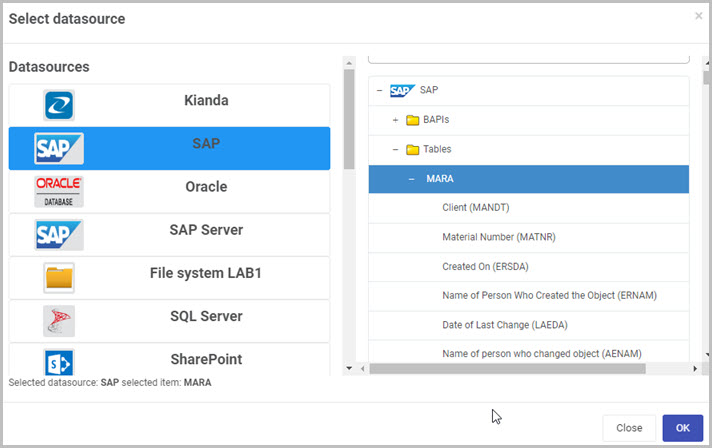 Select datasource
×
Datasources
Kianda
SAP
SAP
ORACLE
DATABASE
Oracle
SAP
SAP Server
File system LAB1
SQL Server
S
SharePoint
Selected datasource: SAP selected item: MARA
− SAP SAP
+ BAPIs
− Tables
− MARA
Client (MANDT)
Material Number (MATNR)
Created On (ERSDA)
Name of Person Who Created the Object (ERNAM)
Date of Last Change (LAEDA)
Name of person who changed object (AENAM)
Close
OK